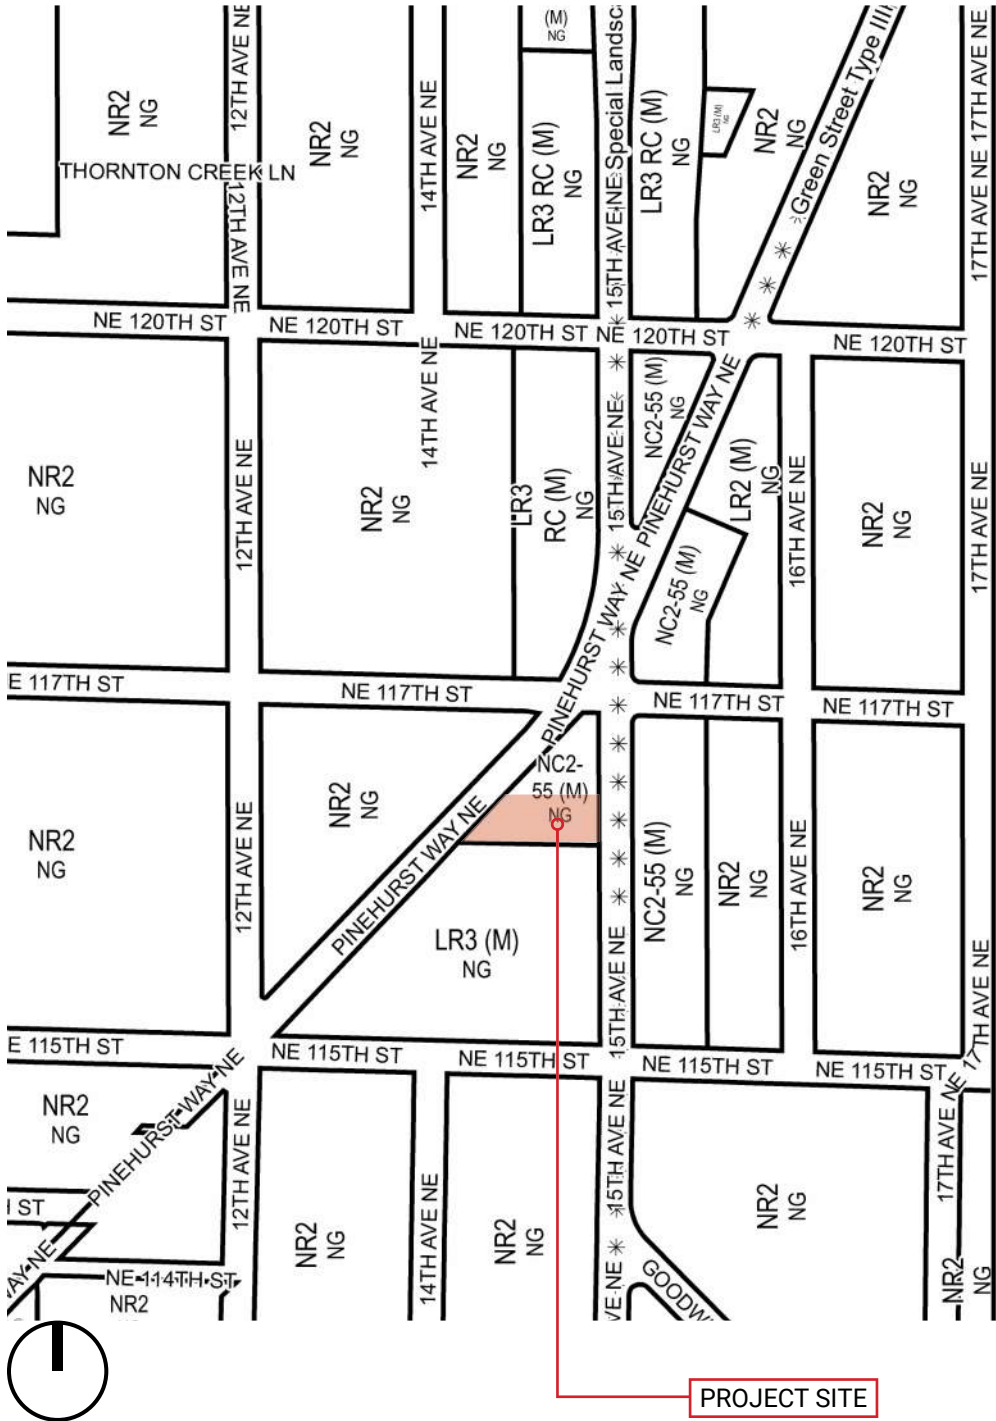 (M)
NG
12TH AVE NE
NR2
NG
NR2
NG
14TH AVE NE
NR2
NG
LR3 RC (M)
NG
15TH AVE NE Special Landsc
LR3 RC (M)
NG
LR3 (M)
NG
NR2
NG
Green Street Type III
NR2
NG
17TH AVE NE
17TH AVE NE
THORNTON CREEK LN
12TH AVE NE
NE 120TH ST
NE 120TH ST
NE 120TH ST
NE 120TH ST
NE 120TH ST
NR2
NG
12TH AVE NE
14TH AVE NE
NR2
NG
LR3
RC (M)
NG
15TH AVE NE
NC2-55 (M)
NG
PINEHURST WAY NE
LR2 (M)
NG
16TH AVE NE
NR2
NG
17TH AVE NE
NC2-55 (M)
NG
PINEHURST WAY NE
E 117TH ST
NE 117TH ST
NE 117TH ST
NE 117TH ST
NR2
NG
12TH AVE NE
NR2
NG
PINEHURST WAY NE
NC2-
55 (M)
NG
NC2-55 (M)
NG
NR2
NG
16TH AVE NE
NR2
NG
LR3 (M)
NG
15TH AVE NE
17TH AVE NE
E 115TH ST
NE 115TH ST
NE 115TH ST
NE 115TH ST
NE 115TH ST
NR2
NG
PINEHURST WAY NE
12TH AVE NE
NR2
NG
14TH AVE NE
NR2
NG
15TH AVE NE
NR2
NG
17TH AVE NE
NR2
NG
ST
WAY NE
NE 114TH ST
NR2
VE NE
GOODWI
PROJECT SITE